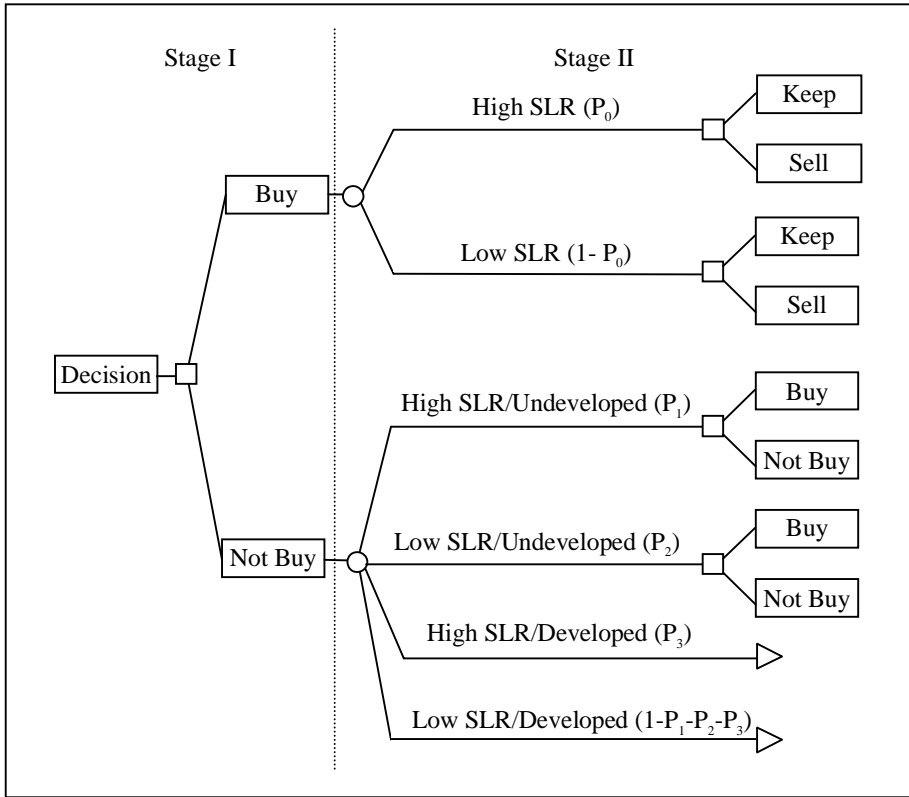 Stage I
Stage II
High SLR (P₀)
Keep
Sell
Buy
Low SLR (1- P₀)
Keep
Sell
Decision
High SLR/Undeveloped (P₁)
Buy
Not Buy
Not Buy
Low SLR/Undeveloped (P₂)
Buy
Not Buy
High SLR/Developed (P₃)
Low SLR/Developed (1-P₁-P₂-P₃)